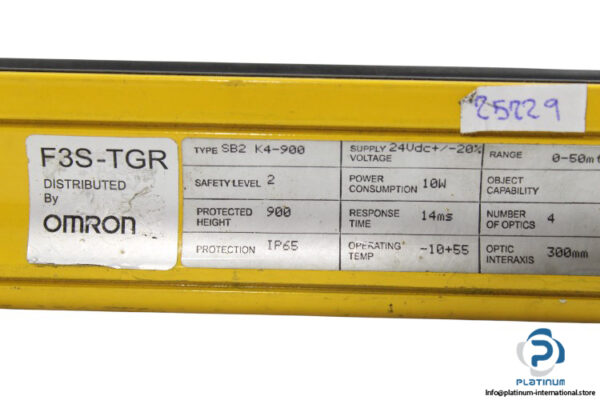 25229
F3S-TGR
DISTRIBUTED
By
OMRON
TYPE SB2 K4-900
SAFETY LEVEL 2
PROTECTED HEIGHT 900
PROTECTION IP65
SUPPLY VOLTAGE 24Vdc+/-20%
POWER CONSUMPTION 10W
RESPONSE TIME 14ms
OPERATING TEMP -10+55
RANGE 0-50mt
OBJECT CAPABILITY
NUMBER OF OPTICS 4
OPTIC INTERAXIS 300mm
PLATINUM
Info@platinum-international.store